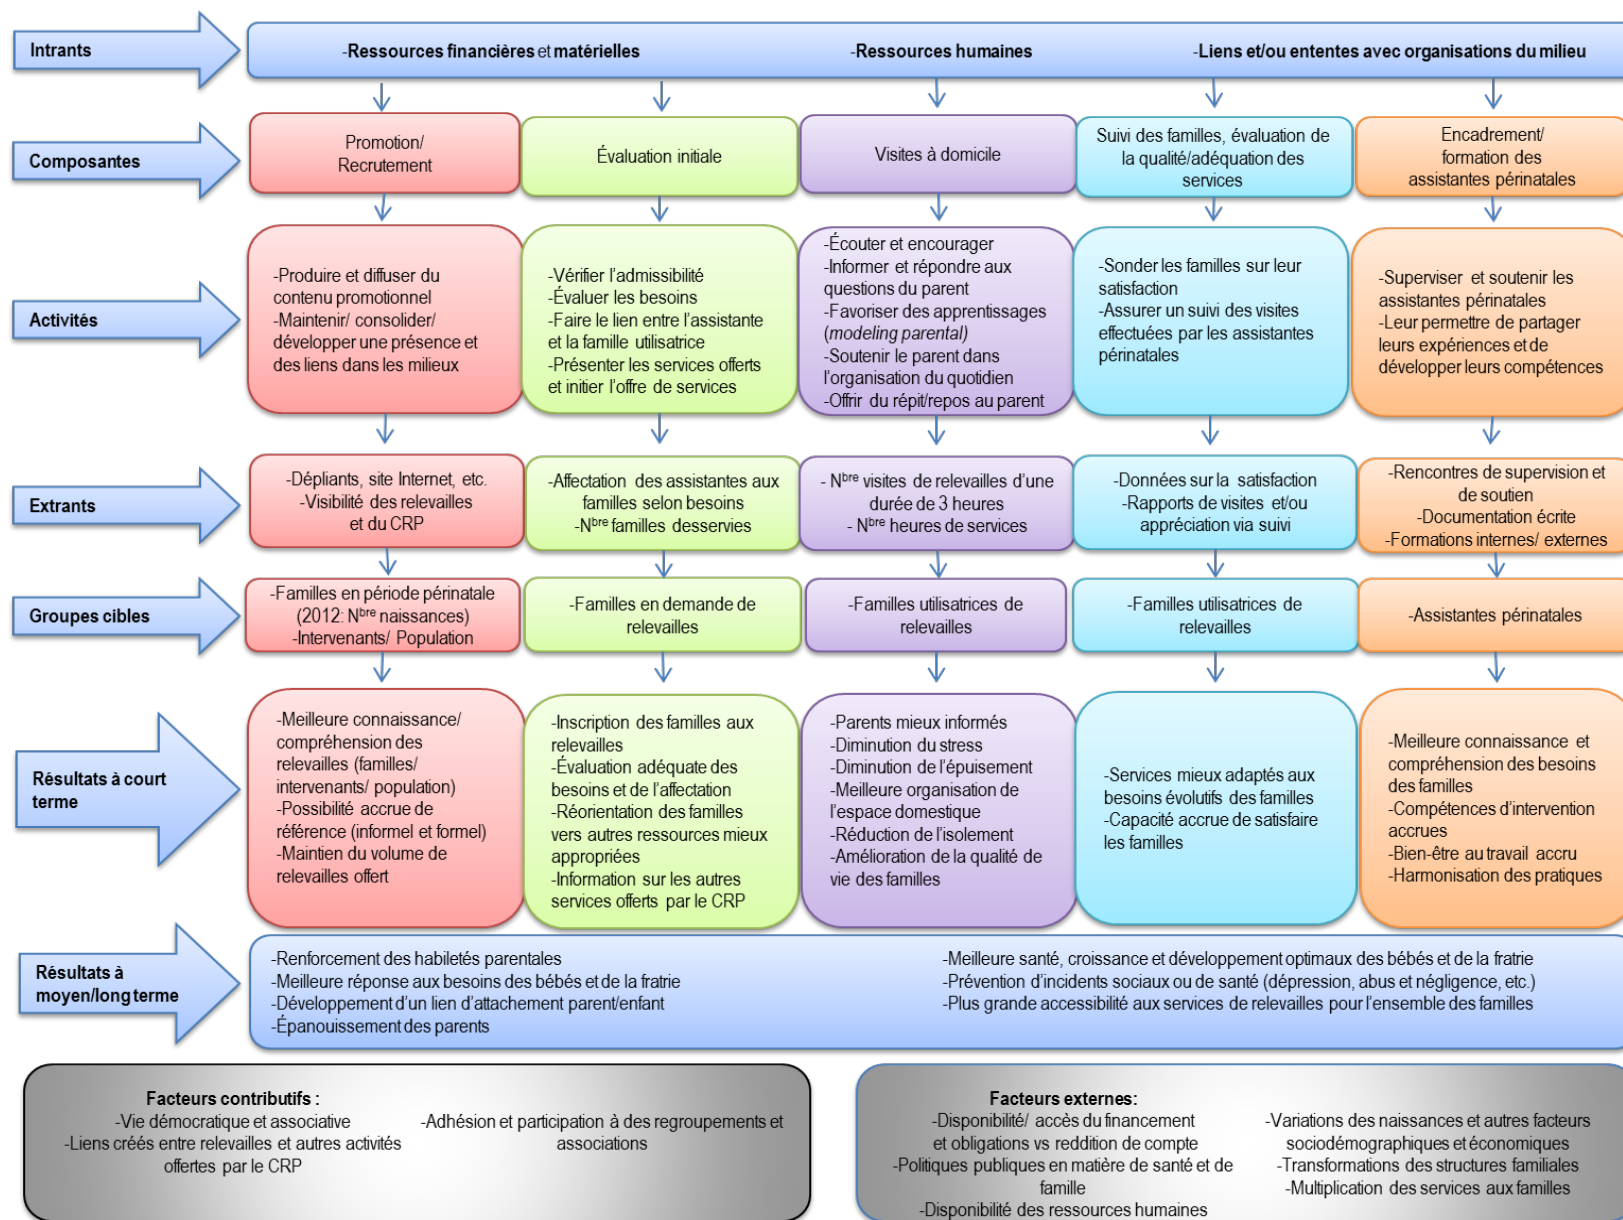 Intrants
-Ressources financières et matérielles
-Ressources humaines
-Liens et/ou ententes avec organisations du milieu
Composantes
Promotion/
Recrutement
Évaluation initiale
Visites à domicile
Suivi des familles, évaluation de
la qualité/adéquation des
services
Encadrement/
formation des
assistantes périnatales
Activités
-Produire et diffuser du
contenu promotionnel
-Maintenir/ consolider/
développer une présence et
des liens dans les milieux
-Vérifier l’admissibilité
-Évaluer les besoins
-Faire le lien entre l’assistante
et la famille utilisatrice
-Présenter les services offerts
et initier l’offre de services
-Écouter et encourager
-Informer et répondre aux
questions du parent
-Favoriser des apprentissages
(modeling parental)
-Soutenir le parent dans
l’organisation du quotidien
-Offrir du répit/repos au parent
-Sonder les familles sur leur
satisfaction
-Assurer un suivi des visites
effectuées par les assistantes
périnatales
-Superviser et soutenir les
assistantes périnatales
-Leur permettre de partager
leurs expériences et de
développer leurs compétences
Extrants
-Dépliants, site Internet, etc.
-Visibilité des relevailles
et du CRP
-Affectation des assistantes aux
familles selon besoins
-Nbre familles desservies
- Nbre visites de relevailles d’une
durée de 3 heures
- Nbre heures de services
-Données sur la satisfaction
-Rapports de visites et/ou
appréciation via suivi
-Rencontres de supervision et
de soutien
-Documentation écrite
-Formations internes/ externes
Groupes cibles
-Familles en période périnatale
(2012: Nbre naissances)
-Intervenants/ Population
-Familles en demande de
relevailles
-Familles utilisatrices de
relevailles
-Familles utilisatrices de
relevailles
-Assistantes périnatales
Résultats à court
terme
-Meilleure connaissance/
compréhension des
relevailles (familles/
intervenants/ population)
-Possibilité accrue de
référence (informel et formel)
-Maintien du volume de
relevailles offert
-Inscription des familles aux
relevailles
-Évaluation adéquate des
besoins et de l’affectation
-Réorientation des familles
vers autres ressources mieux
appropriées
-Information sur les autres
services offerts par le CRP
-Parents mieux informés
-Diminution du stress
-Diminution de l’épuisement
-Meilleure organisation de
l’espace domestique
-Réduction de l’isolement
-Amélioration de la qualité de
vie des familles
-Services mieux adaptés aux
besoins évolutifs des familles
-Capacité accrue de satisfaire
les familles
-Meilleure connaissance et
compréhension des besoins
des familles
-Compétences d’intervention
accrues
-Bien-être au travail accru
-Harmonisation des pratiques
Résultats à
moyen/long terme
-Renforcement des habiletés parentales
-Meilleure réponse aux besoins des bébés et de la fratrie
-Développement d’un lien d’attachement parent/enfant
-Épanouissement des parents
-Meilleure santé, croissance et développement optimaux des bébés et de la fratrie
-Prévention d’incidents sociaux ou de santé (dépression, abus et négligence, etc.)
-Plus grande accessibilité aux services de relevailles pour l’ensemble des familles
Facteurs contributifs :
-Vie démocratique et associative
-Liens créés entre relevailles et autres activités
offertes par le CRP
-Adhésion et participation à des regroupements et
associations
Facteurs externes:
-Disponibilité/ accès du financement
et obligations vs reddition de compte
-Politiques publiques en matière de santé et de
famille
-Disponibilité des ressources humaines
-Variations des naissances et autres facteurs
sociodémographiques et économiques
-Transformations des structures familiales
-Multiplication des services aux familles